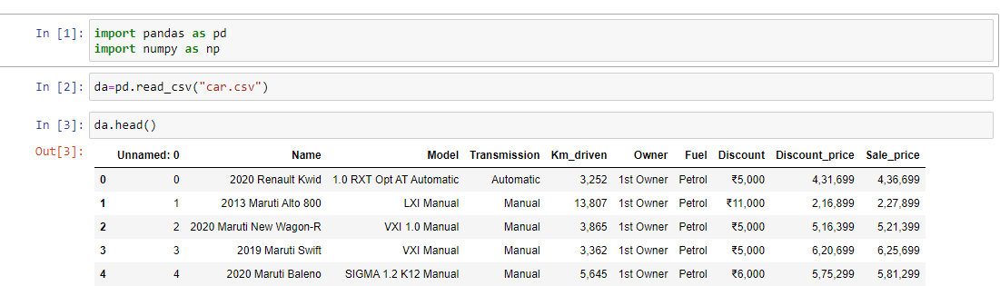 In [1]: import pandas as pd
import numpy as np
In [2]: da=pd.read_csv("car.csv")
In [3]: da.head()
Out[3]:
Unnamed: 0 Name Model Transmission Km_driven Owner Fuel Discount Discount_price Sale_price
0 0 2020 Renault Kwid 1.0 RXT Opt AT Automatic Automatic 3,252 1st Owner Petrol ₹5,000 4,31,699 4,36,699
1 1 2013 Maruti Alto 800 LXI Manual Manual 13,807 1st Owner Petrol ₹11,000 2,16,899 2,27,899
2 2 2020 Maruti New Wagon-R VXI 1.0 Manual Manual 3,865 1st Owner Petrol ₹5,000 5,16,399 5,21,399
3 3 2019 Maruti Swift VXI Manual Manual 3,362 1st Owner Petrol ₹5,000 6,20,699 6,25,699
4 4 2020 Maruti Baleno SIGMA 1.2 K12 Manual Manual 5,645 1st Owner Petrol ₹6,000 5,75,299 5,81,299